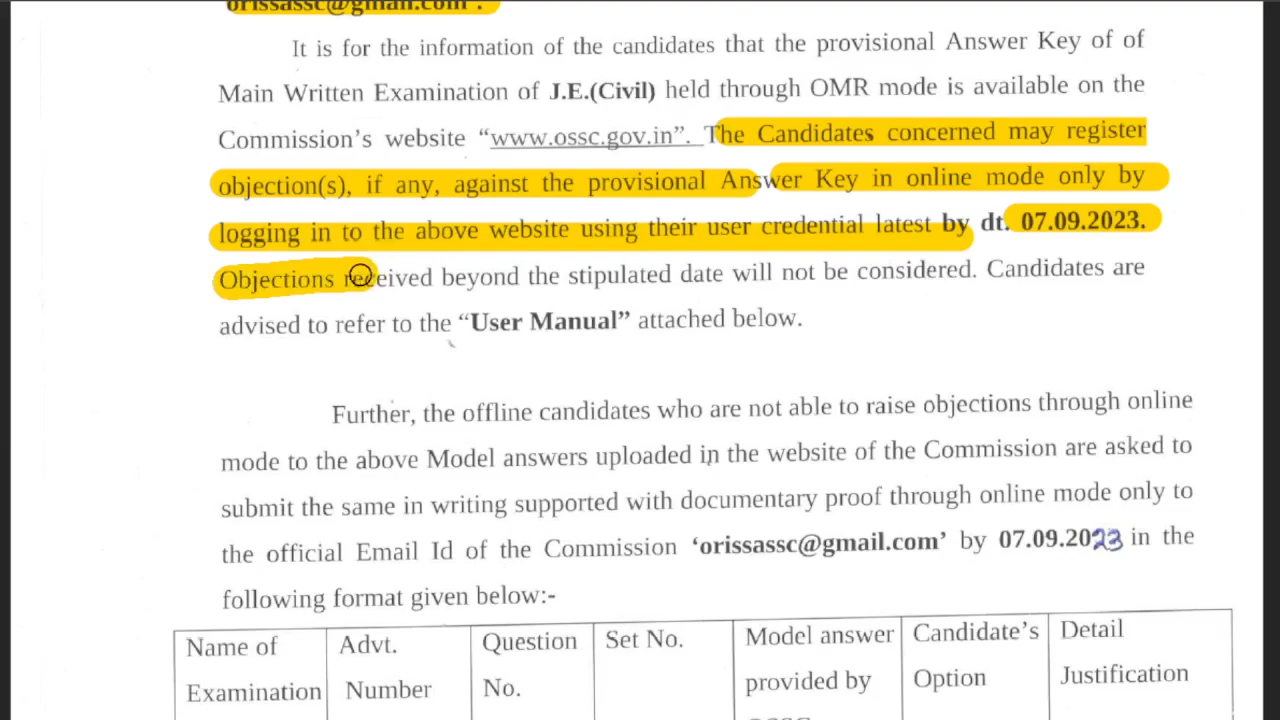 orissassc@gmail.com .
It is for the information of the candidates that the provisional Answer Key of of
Main Written Examination of J.E.(Civil) held through OMR mode is available on the
Commission’s website “www.ossc.gov.in”. The Candidates concerned may register
objection(s), if any, against the provisional Answer Key in online mode only by
logging in to the above website using their user credential latest by dt. 07.09.2023.
Objections received beyond the stipulated date will not be considered. Candidates are
advised to refer to the “User Manual” attached below.
Further, the offline candidates who are not able to raise objections through online
mode to the above Model answers uploaded in the website of the Commission are asked to
submit the same in writing supported with documentary proof through online mode only to
the official Email Id of the Commission ‘orissassc@gmail.com’ by 07.09.2023 in the
following format given below:-
Name of Examination
Advt. Number
Question No.
Set No.
Model answer provided by
Candidate’s Option
Detail Justification